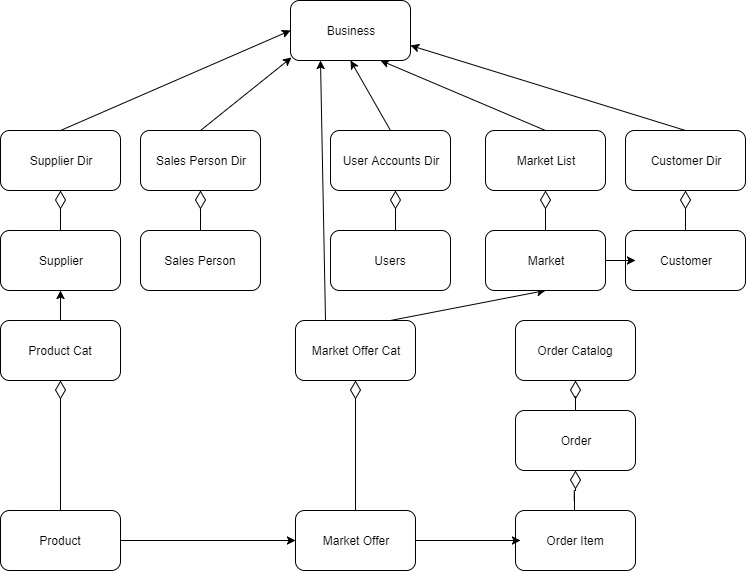 Business
Supplier Dir
Sales Person Dir
User Accounts Dir
Market List
Customer Dir
Supplier
Sales Person
Users
Market
Customer
Product Cat
Market Offer Cat
Order Catalog
Order
Product
Market Offer
Order Item